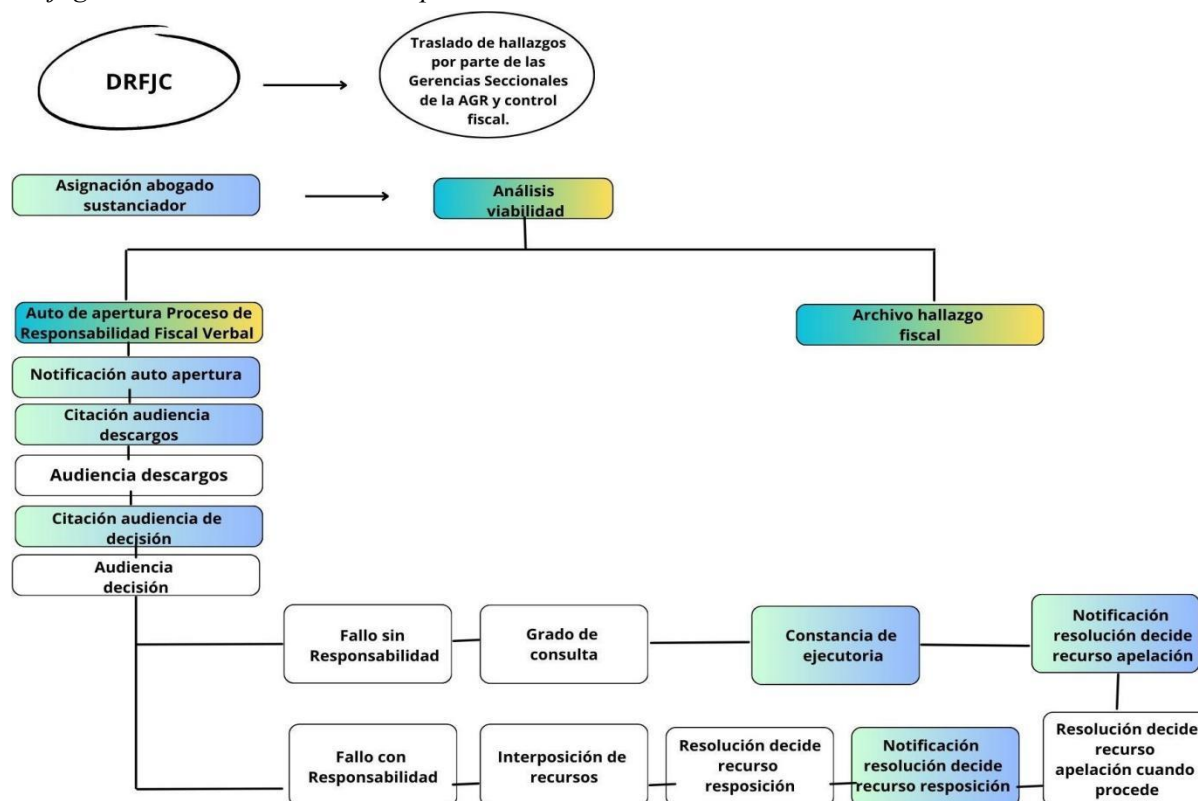 DRFJC
Traslado de hallazgos
por parte de las
Gerencias Seccionales
de la AGR y control
fiscal.
Asignación abogado
sustanciador
Análisis
viabilidad
Auto de apertura Proceso de
Responsabilidad Fiscal Verbal
Archivo hallazgo
fiscal
Notificación auto apertura
Citación audiencia
descargos
Audiencia descargos
Citación audiencia de
decisión
Audiencia
decisión
Fallo sin
Responsabilidad
Grado de
consulta
Constancia de
ejecutoria
Notificación
resolución decide
recurso apelación
Fallo con
Responsabilidad
Interposición de
recursos
Resolución decide
recurso
resposición
Notificación
resolución decide
recurso resposición
Resolución decide
recurso
apelación cuando
procede